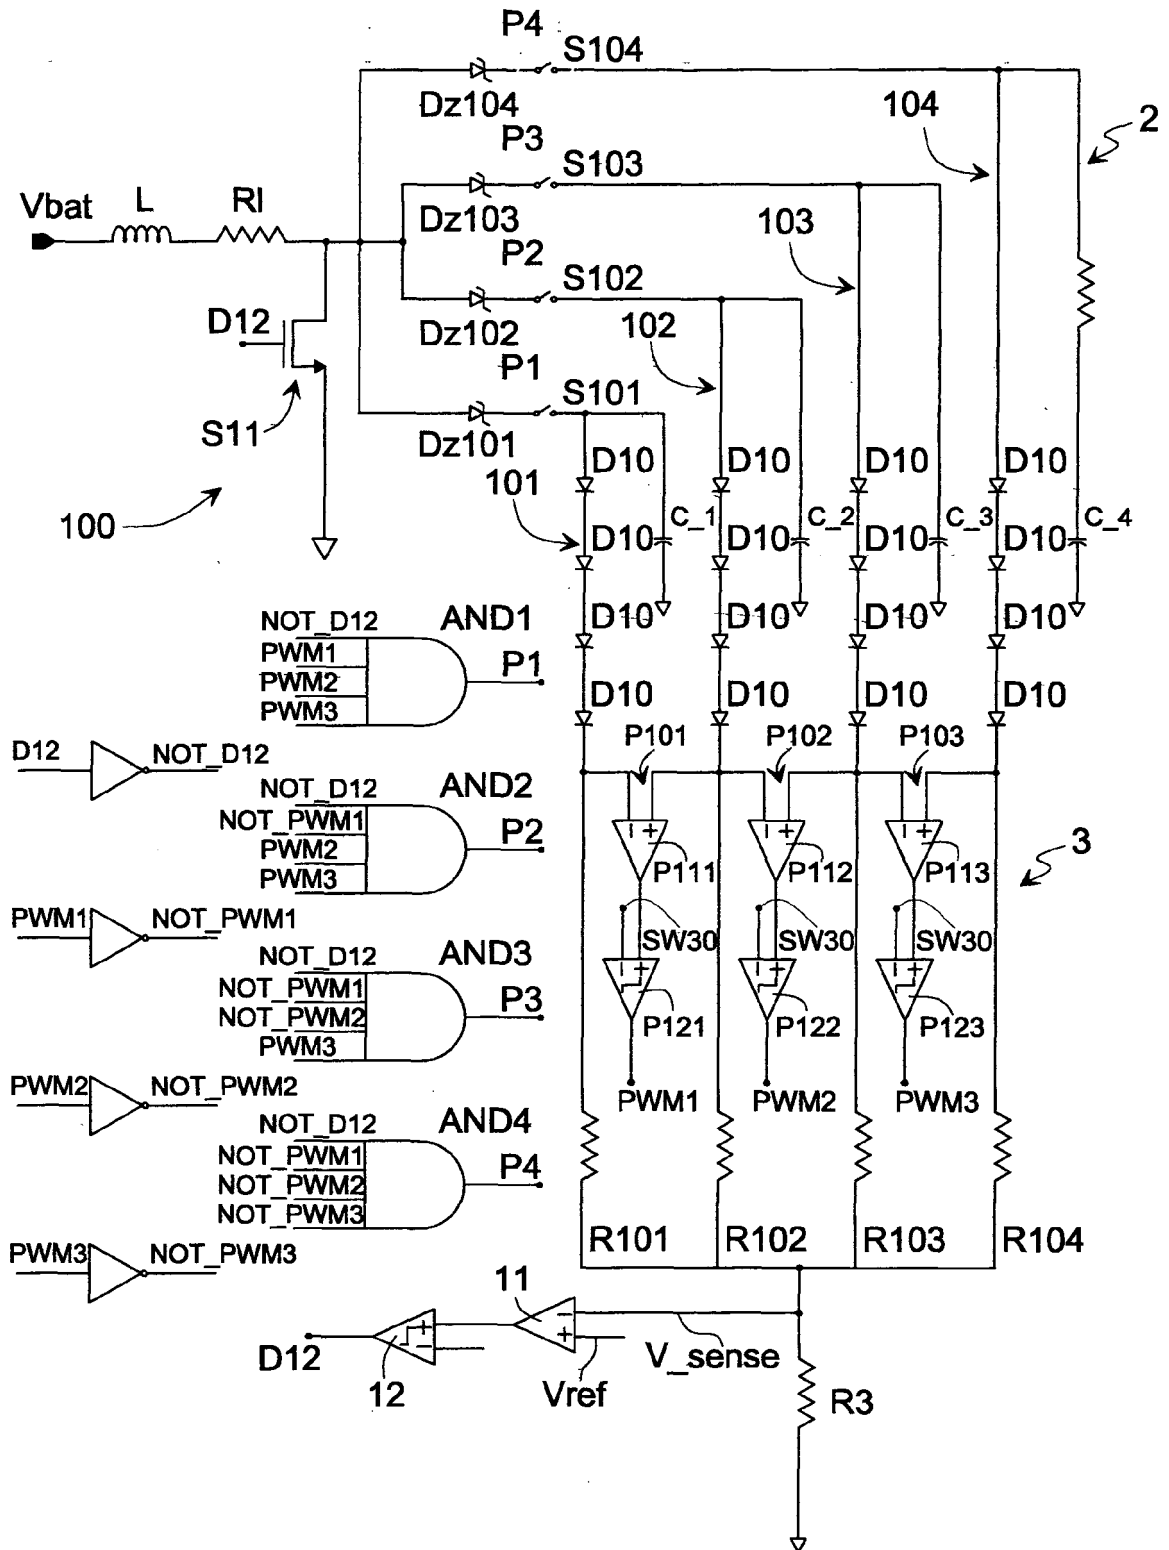 P4
S104
Dz104
104
2
P3
S103
Vbat
L
Rl
Dz103
103
P2
S102
D12
Dz102
102
P1
S101
S11
Dz101
101
D10
D10
D10
D10
100
C_1
C_2
C_3
C_4
D10
D10
D10
D10
D10
D10
D10
D10
NOT_D12
AND1
PWM1
P1
PWM2
PWM3
D10
D10
D10
D10
P101
P102
P103
D12
NOT_D12
NOT_D12
AND2
NOT_PWM1
P2
PWM2
PWM3
P111
P112
P113
3
PWM1
NOT_PWM1
SW30
SW30
SW30
NOT_D12
AND3
NOT_PWM1
P3
NOT_PWM2
PWM3
P121
P122
P123
PWM2
NOT_PWM2
PWM1
PWM2
PWM3
NOT_D12
AND4
NOT_PWM1
P4
NOT_PWM2
NOT_PWM3
PWM3
NOT_PWM3
R101
R102
R103
R104
11
D12
12
Vref
V_sense
R3